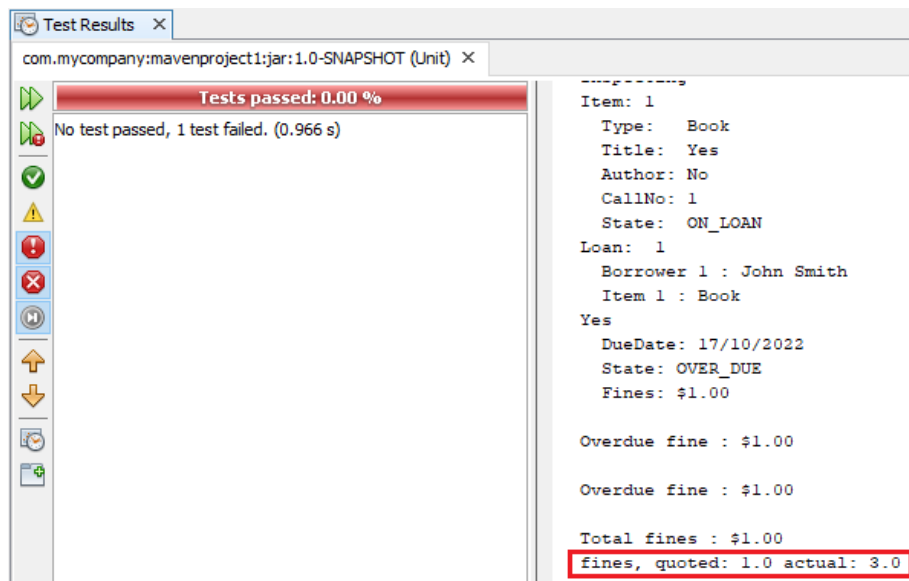 Test Results
com.mycompany:mavenproject1:jar:1.0-SNAPSHOT (Unit)
Tests passed: 0.00 %
No test passed, 1 test failed. (0.966 s)
Item: 1
Type: Book
Title: Yes
Author: No
CallNo: 1
State: ON_LOAN
Loan: 1
Borrower 1 : John Smith
Item 1 : Book
Yes
DueDate: 17/10/2022
State: OVER_DUE
Fines: $1.00
Overdue fine : $1.00
Overdue fine : $1.00
Total fines : $1.00
fines, quoted: 1.0 actual: 3.0